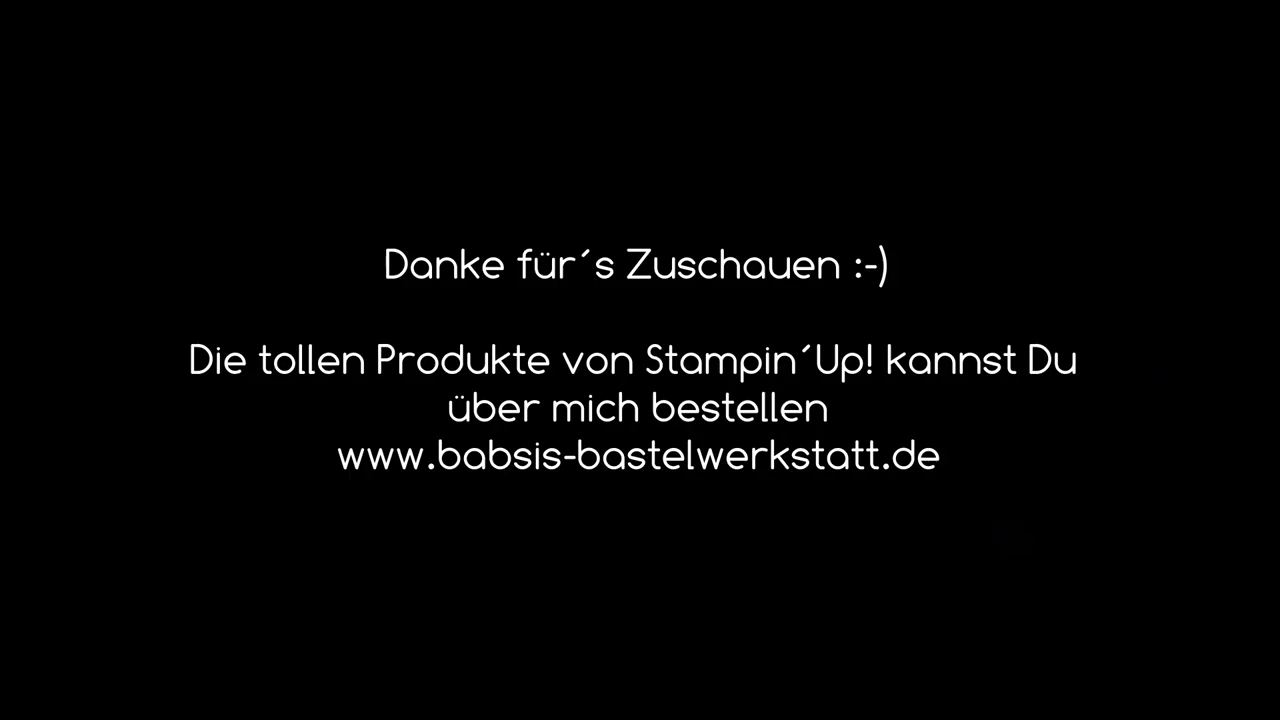 Danke für´s Zuschauen :-)
Die tollen Produkte von Stampin´Up! kannst Du
über mich bestellen
www.babsis-bastelwerkstatt.de